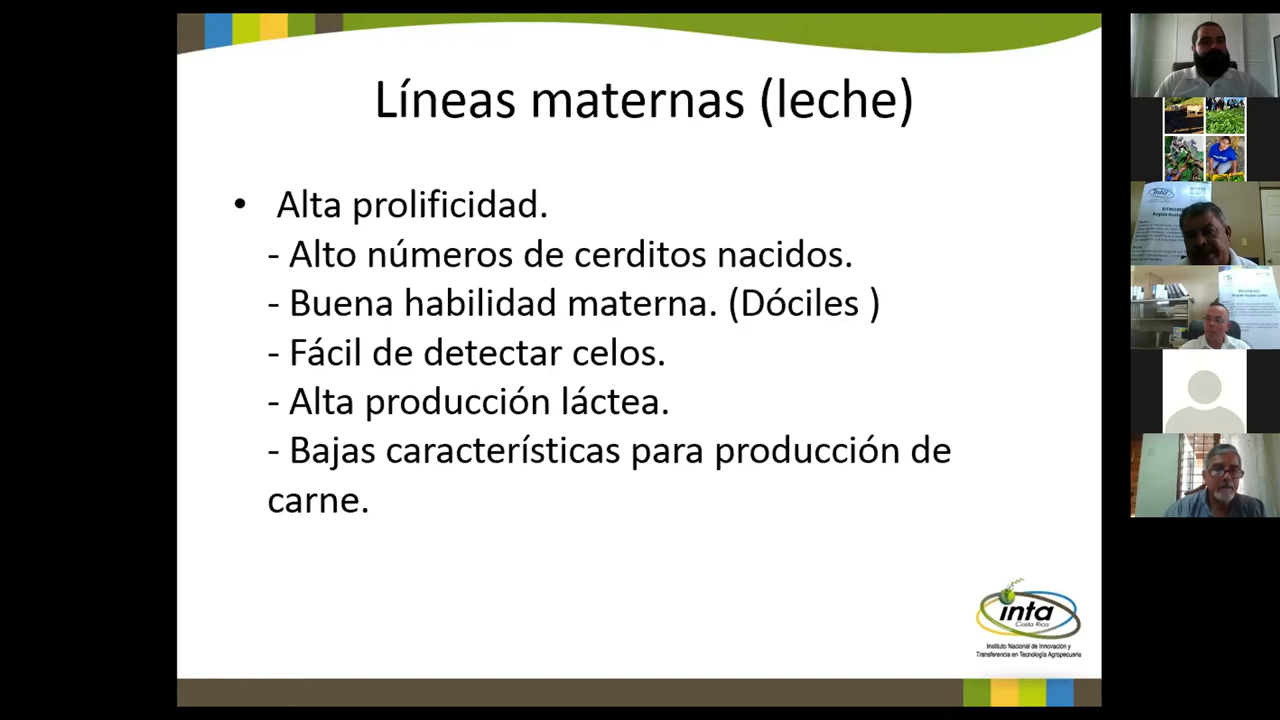 Líneas maternas (leche)
• Alta prolificidad.
- Alto números de cerditos nacidos.
- Buena habilidad materna. (Dóciles )
- Fácil de detectar celos.
- Alta producción láctea.
- Bajas características para producción de
carne.
inta
Costa Rica
Instituto Nacional de Innovación y
Transferencia en Tecnología Agropecuaria
inta